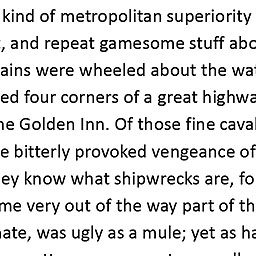 kind of metropolitan superiority
, and repeat gamesome stuff abo
ains were wheeled about the wat
ed four corners of a great highwa
ne Golden Inn. Of those fine caval
e bitterly provoked vengeance of
ey know what shipwrecks are, fo
me very out of the way part of th
nate, was ugly as a mule; yet as ha